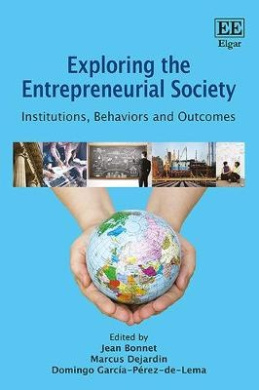 EE
Elgar
Exploring the
Entrepreneurial Society
Institutions, Behaviors and Outcomes
Edited by
Jean Bonnet
Marcus Dejardin
Domingo García-Pérez-de-Lema